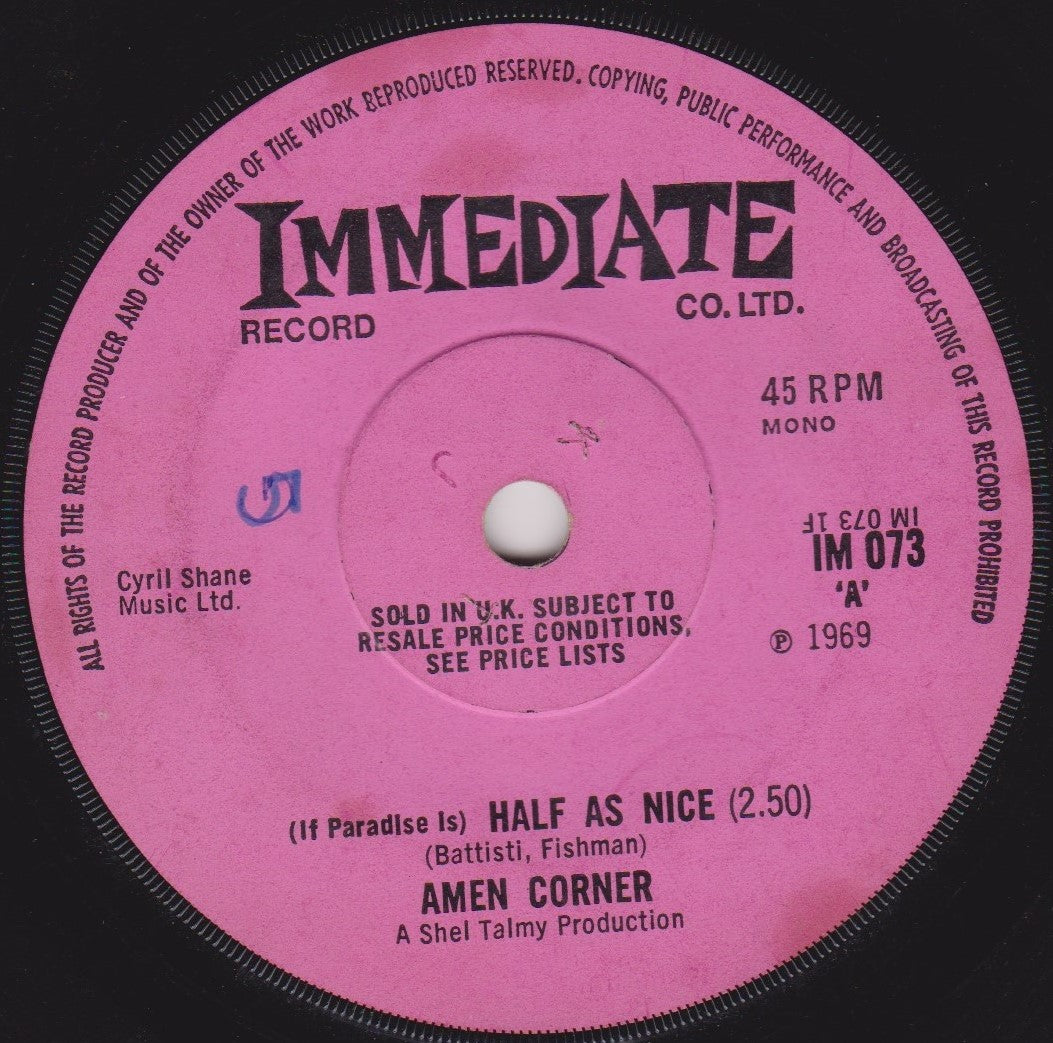 ALL RIGHTS OF THE RECORD PRODUCER AND OF THE OWNER OF THE WORK REPRODUCED RESERVED. COPYING, PUBLIC PERFORMANCE AND BROADCASTING OF THIS RECORD PROHIBITED
IMMEDIATE
RECORD CO. LTD.
45 RPM
MONO
IM 073 1F
IM 073
'A'
℗ 1969
Cyril Shane
Music Ltd.
SOLD IN U.K. SUBJECT TO
RESALE PRICE CONDITIONS,
SEE PRICE LISTS
(If Paradise Is) HALF AS NICE (2.50)
(Battisti, Fishman)
AMEN CORNER
A Shel Talmy Production